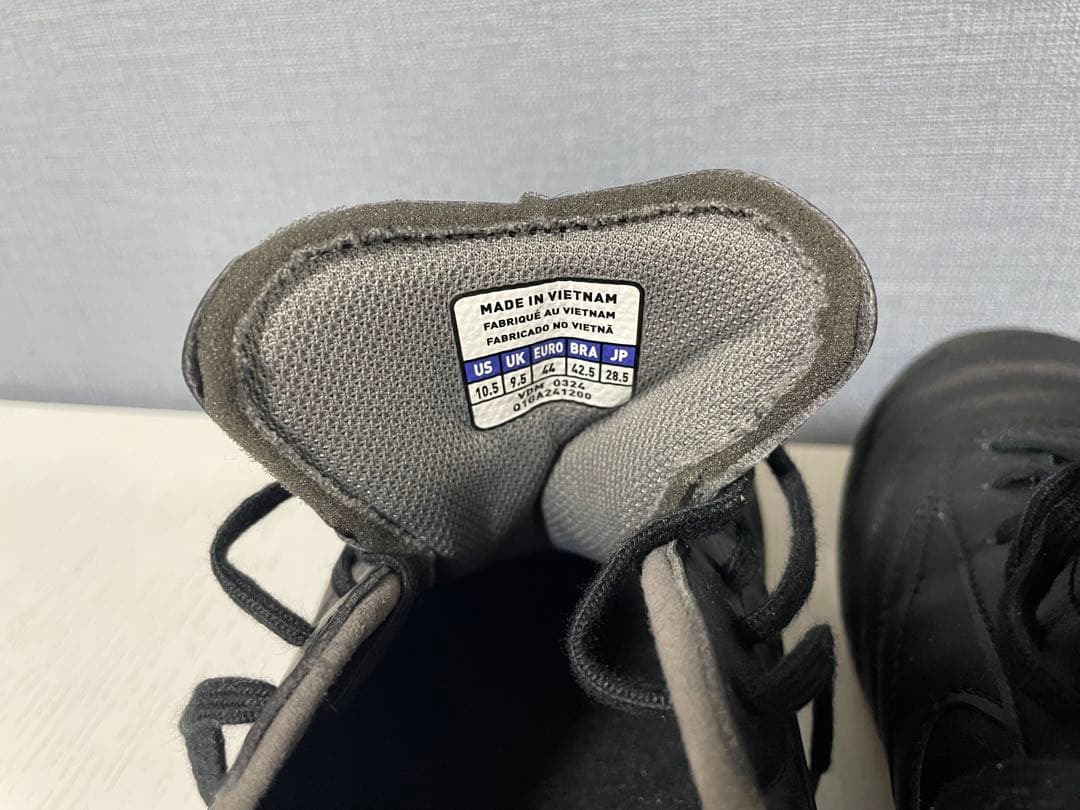 MADE IN VIETNAM
FABRIQUÉ AU VIETNAM
FABRICADO NO VIETNÃ
US UK EURO BRA JP
10.5 9.5 44 42.5 28.5
VDM 0324
Q1GA241200